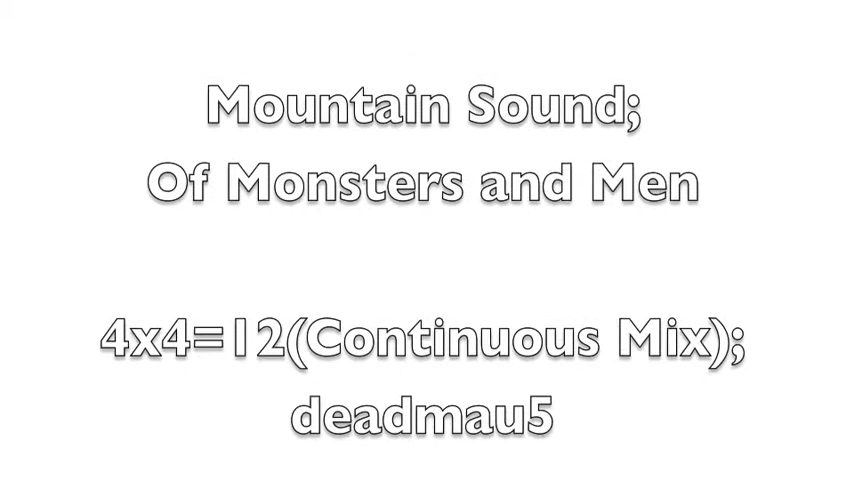 Mountain Sound;
Of Monsters and Men
4x4=12(Continuous Mix);
deadmau5